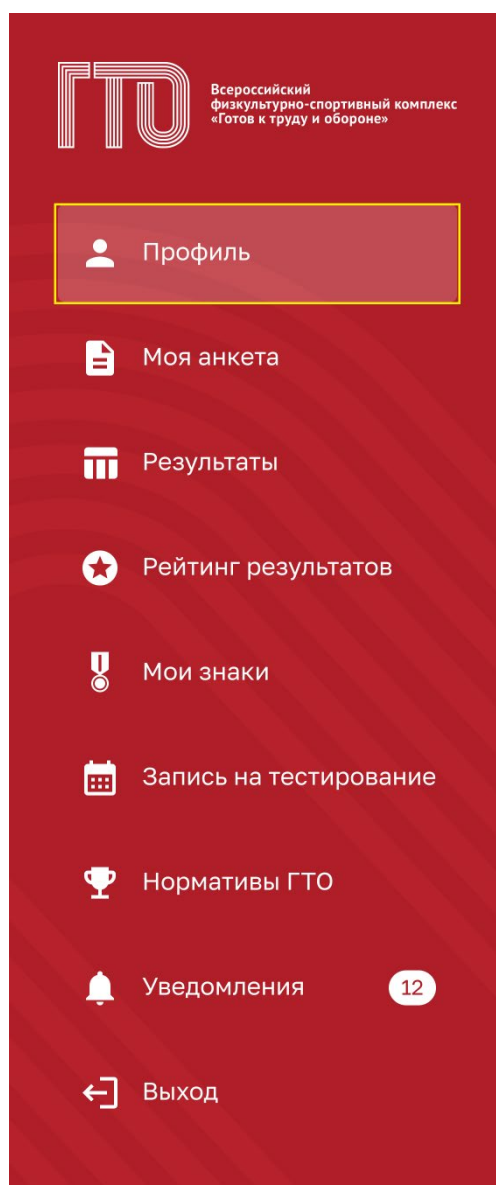 ГТО
Всероссийский
физкультурно-спортивный комплекс
«Готов к труду и обороне»
Профиль
Моя анкета
Результаты
Рейтинг результатов
Мои знаки
Запись на тестирование
Нормативы ГТО
Уведомления 12
Выход